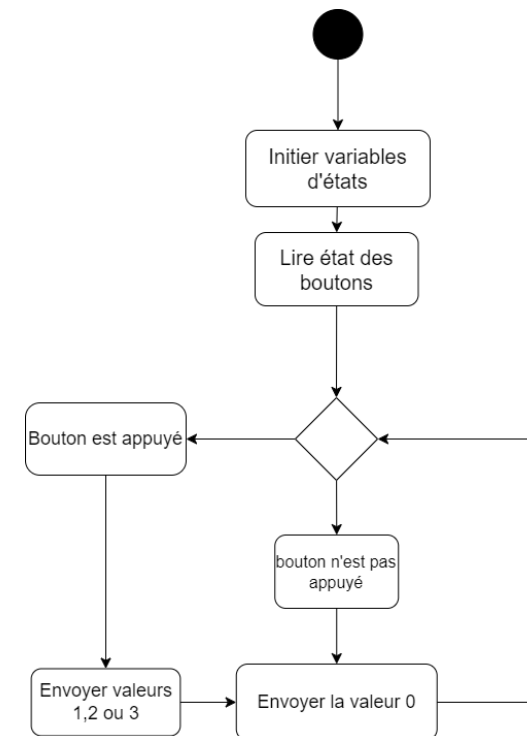 Initier variables
d'états
Lire état des
boutons
Bouton est appuyé
bouton n'est pas
appuyé
Envoyer valeurs
1,2 ou 3
Envoyer la valeur 0